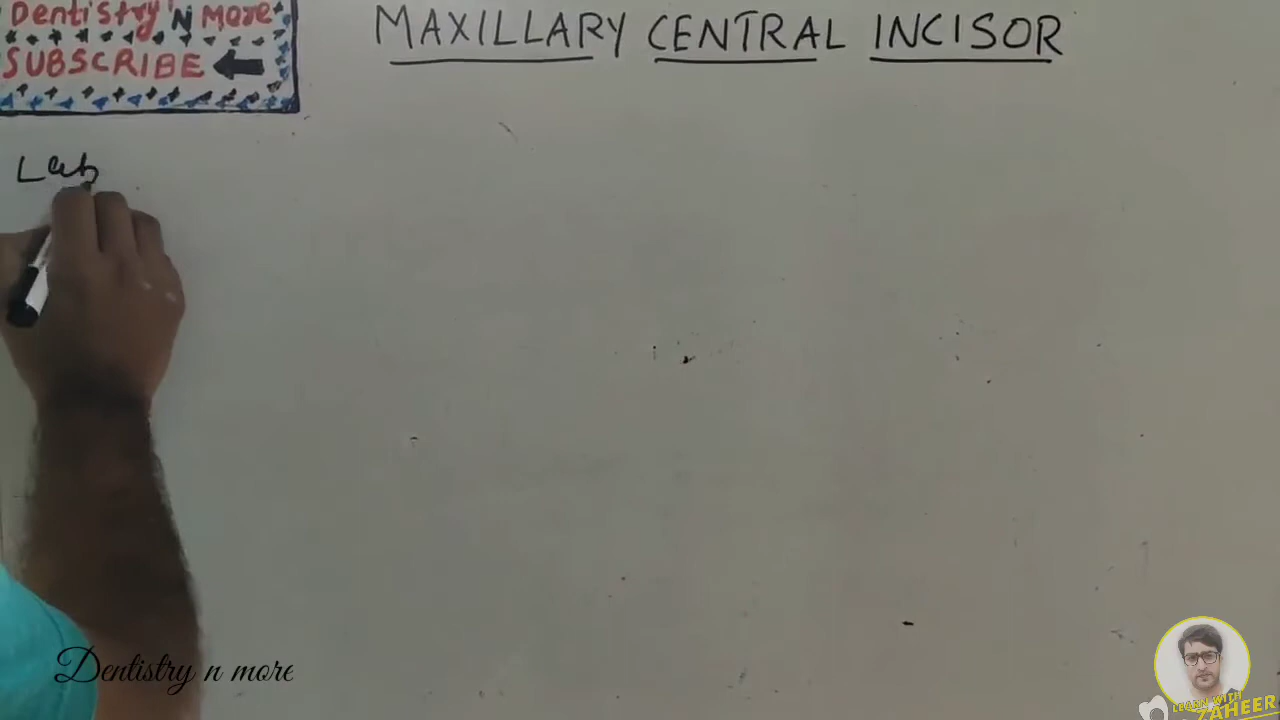 Dentistry 'N More
SUBSCRIBE
MAXILLARY CENTRAL INCISOR
Lab
Dentistry n more
LEARN WITH
ZAHEER